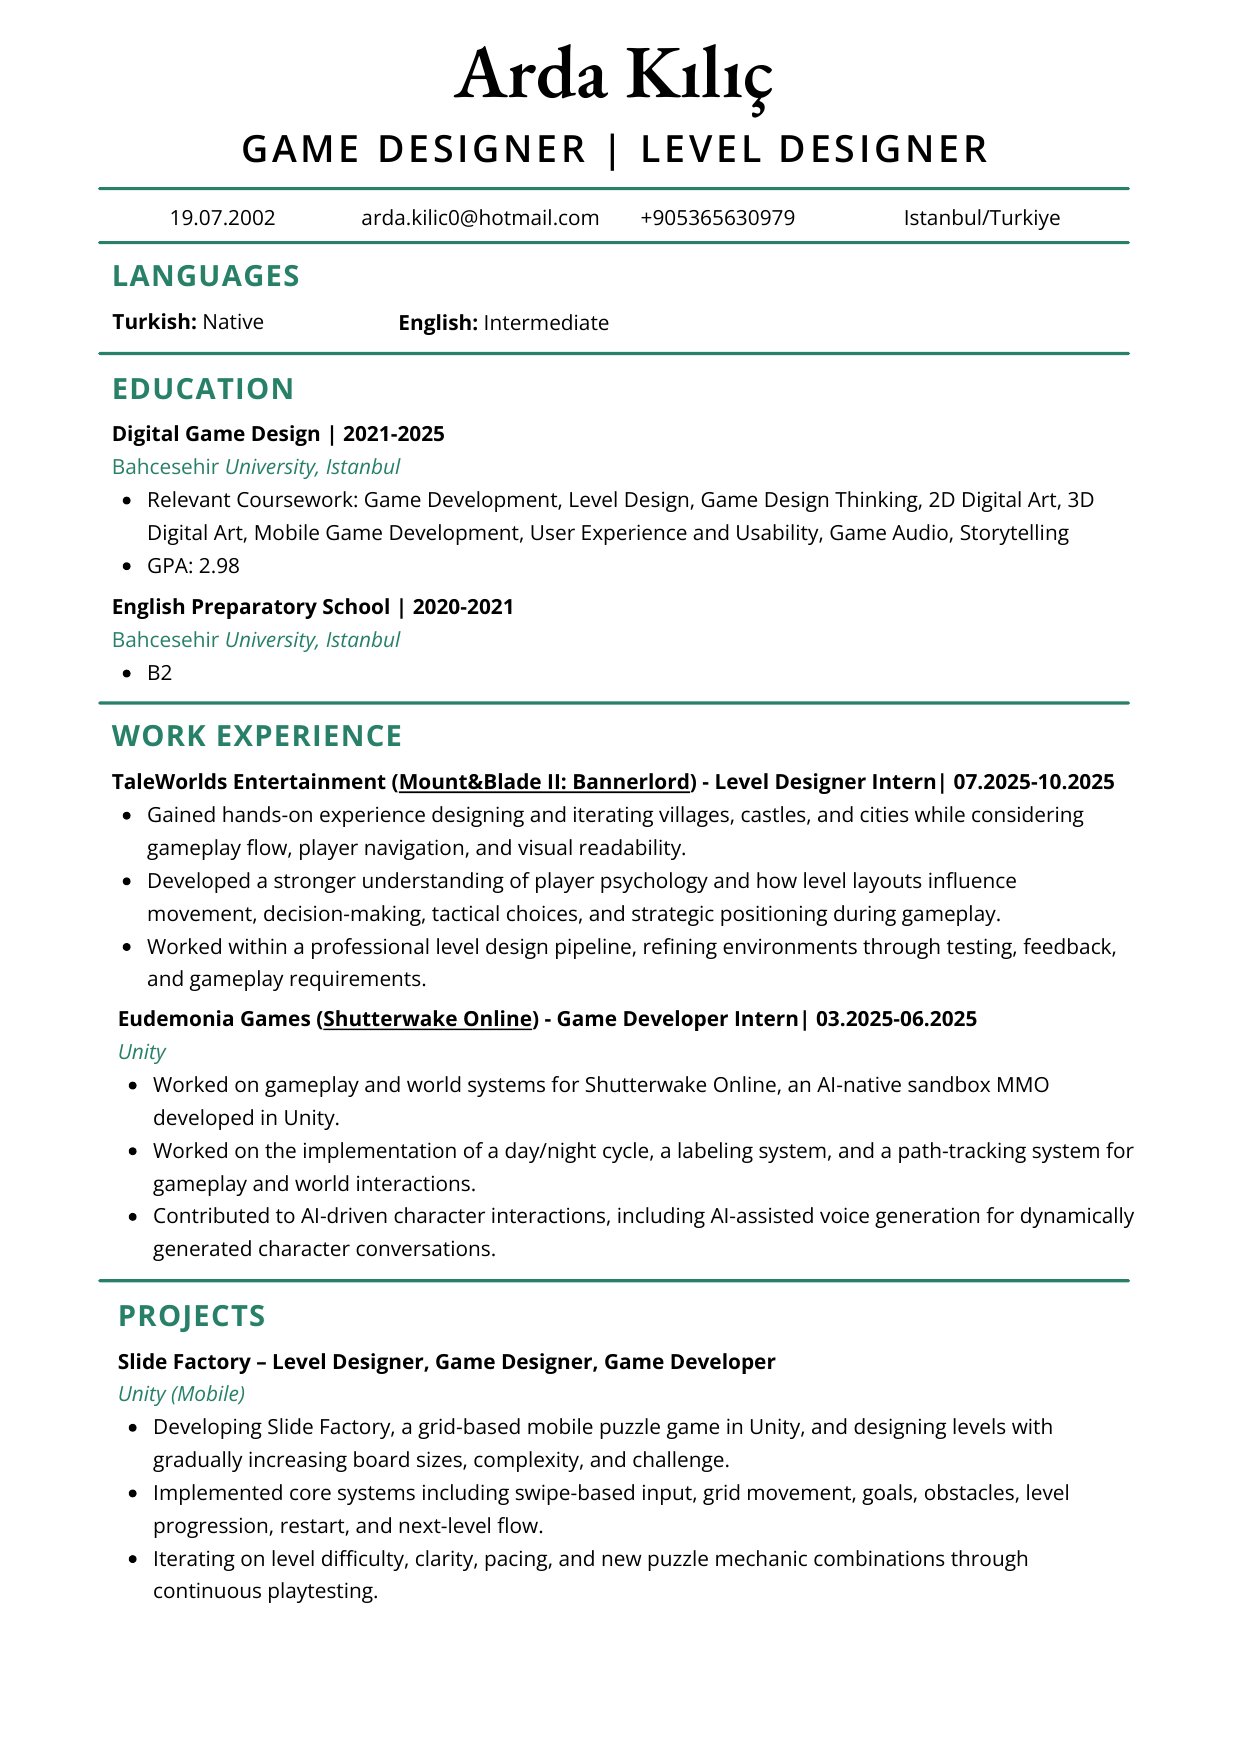 Arda Kılıç
GAME DESIGNER | LEVEL DESIGNER
19.07.2002 arda.kilic0@hotmail.com +905365630979 Istanbul/Turkiye
LANGUAGES
Turkish: Native English: Intermediate
EDUCATION
Digital Game Design | 2021-2025
Bahcesehir University, Istanbul
• Relevant Coursework: Game Development, Level Design, Game Design Thinking, 2D Digital Art, 3D
Digital Art, Mobile Game Development, User Experience and Usability, Game Audio, Storytelling
• GPA: 2.98
English Preparatory School | 2020-2021
Bahcesehir University, Istanbul
• B2
WORK EXPERIENCE
TaleWorlds Entertainment (Mount&Blade II: Bannerlord) - Level Designer Intern| 07.2025-10.2025
• Gained hands-on experience designing and iterating villages, castles, and cities while considering
gameplay flow, player navigation, and visual readability.
• Developed a stronger understanding of player psychology and how level layouts influence
movement, decision-making, tactical choices, and strategic positioning during gameplay.
• Worked within a professional level design pipeline, refining environments through testing, feedback,
and gameplay requirements.
Eudemonia Games (Shutterwake Online) - Game Developer Intern| 03.2025-06.2025
Unity
• Worked on gameplay and world systems for Shutterwake Online, an AI-native sandbox MMO
developed in Unity.
• Worked on the implementation of a day/night cycle, a labeling system, and a path-tracking system for
gameplay and world interactions.
• Contributed to AI-driven character interactions, including AI-assisted voice generation for dynamically
generated character conversations.
PROJECTS
Slide Factory – Level Designer, Game Designer, Game Developer
Unity (Mobile)
• Developing Slide Factory, a grid-based mobile puzzle game in Unity, and designing levels with
gradually increasing board sizes, complexity, and challenge.
• Implemented core systems including swipe-based input, grid movement, goals, obstacles, level
progression, restart, and next-level flow.
• Iterating on level difficulty, clarity, pacing, and new puzzle mechanic combinations through
continuous playtesting.